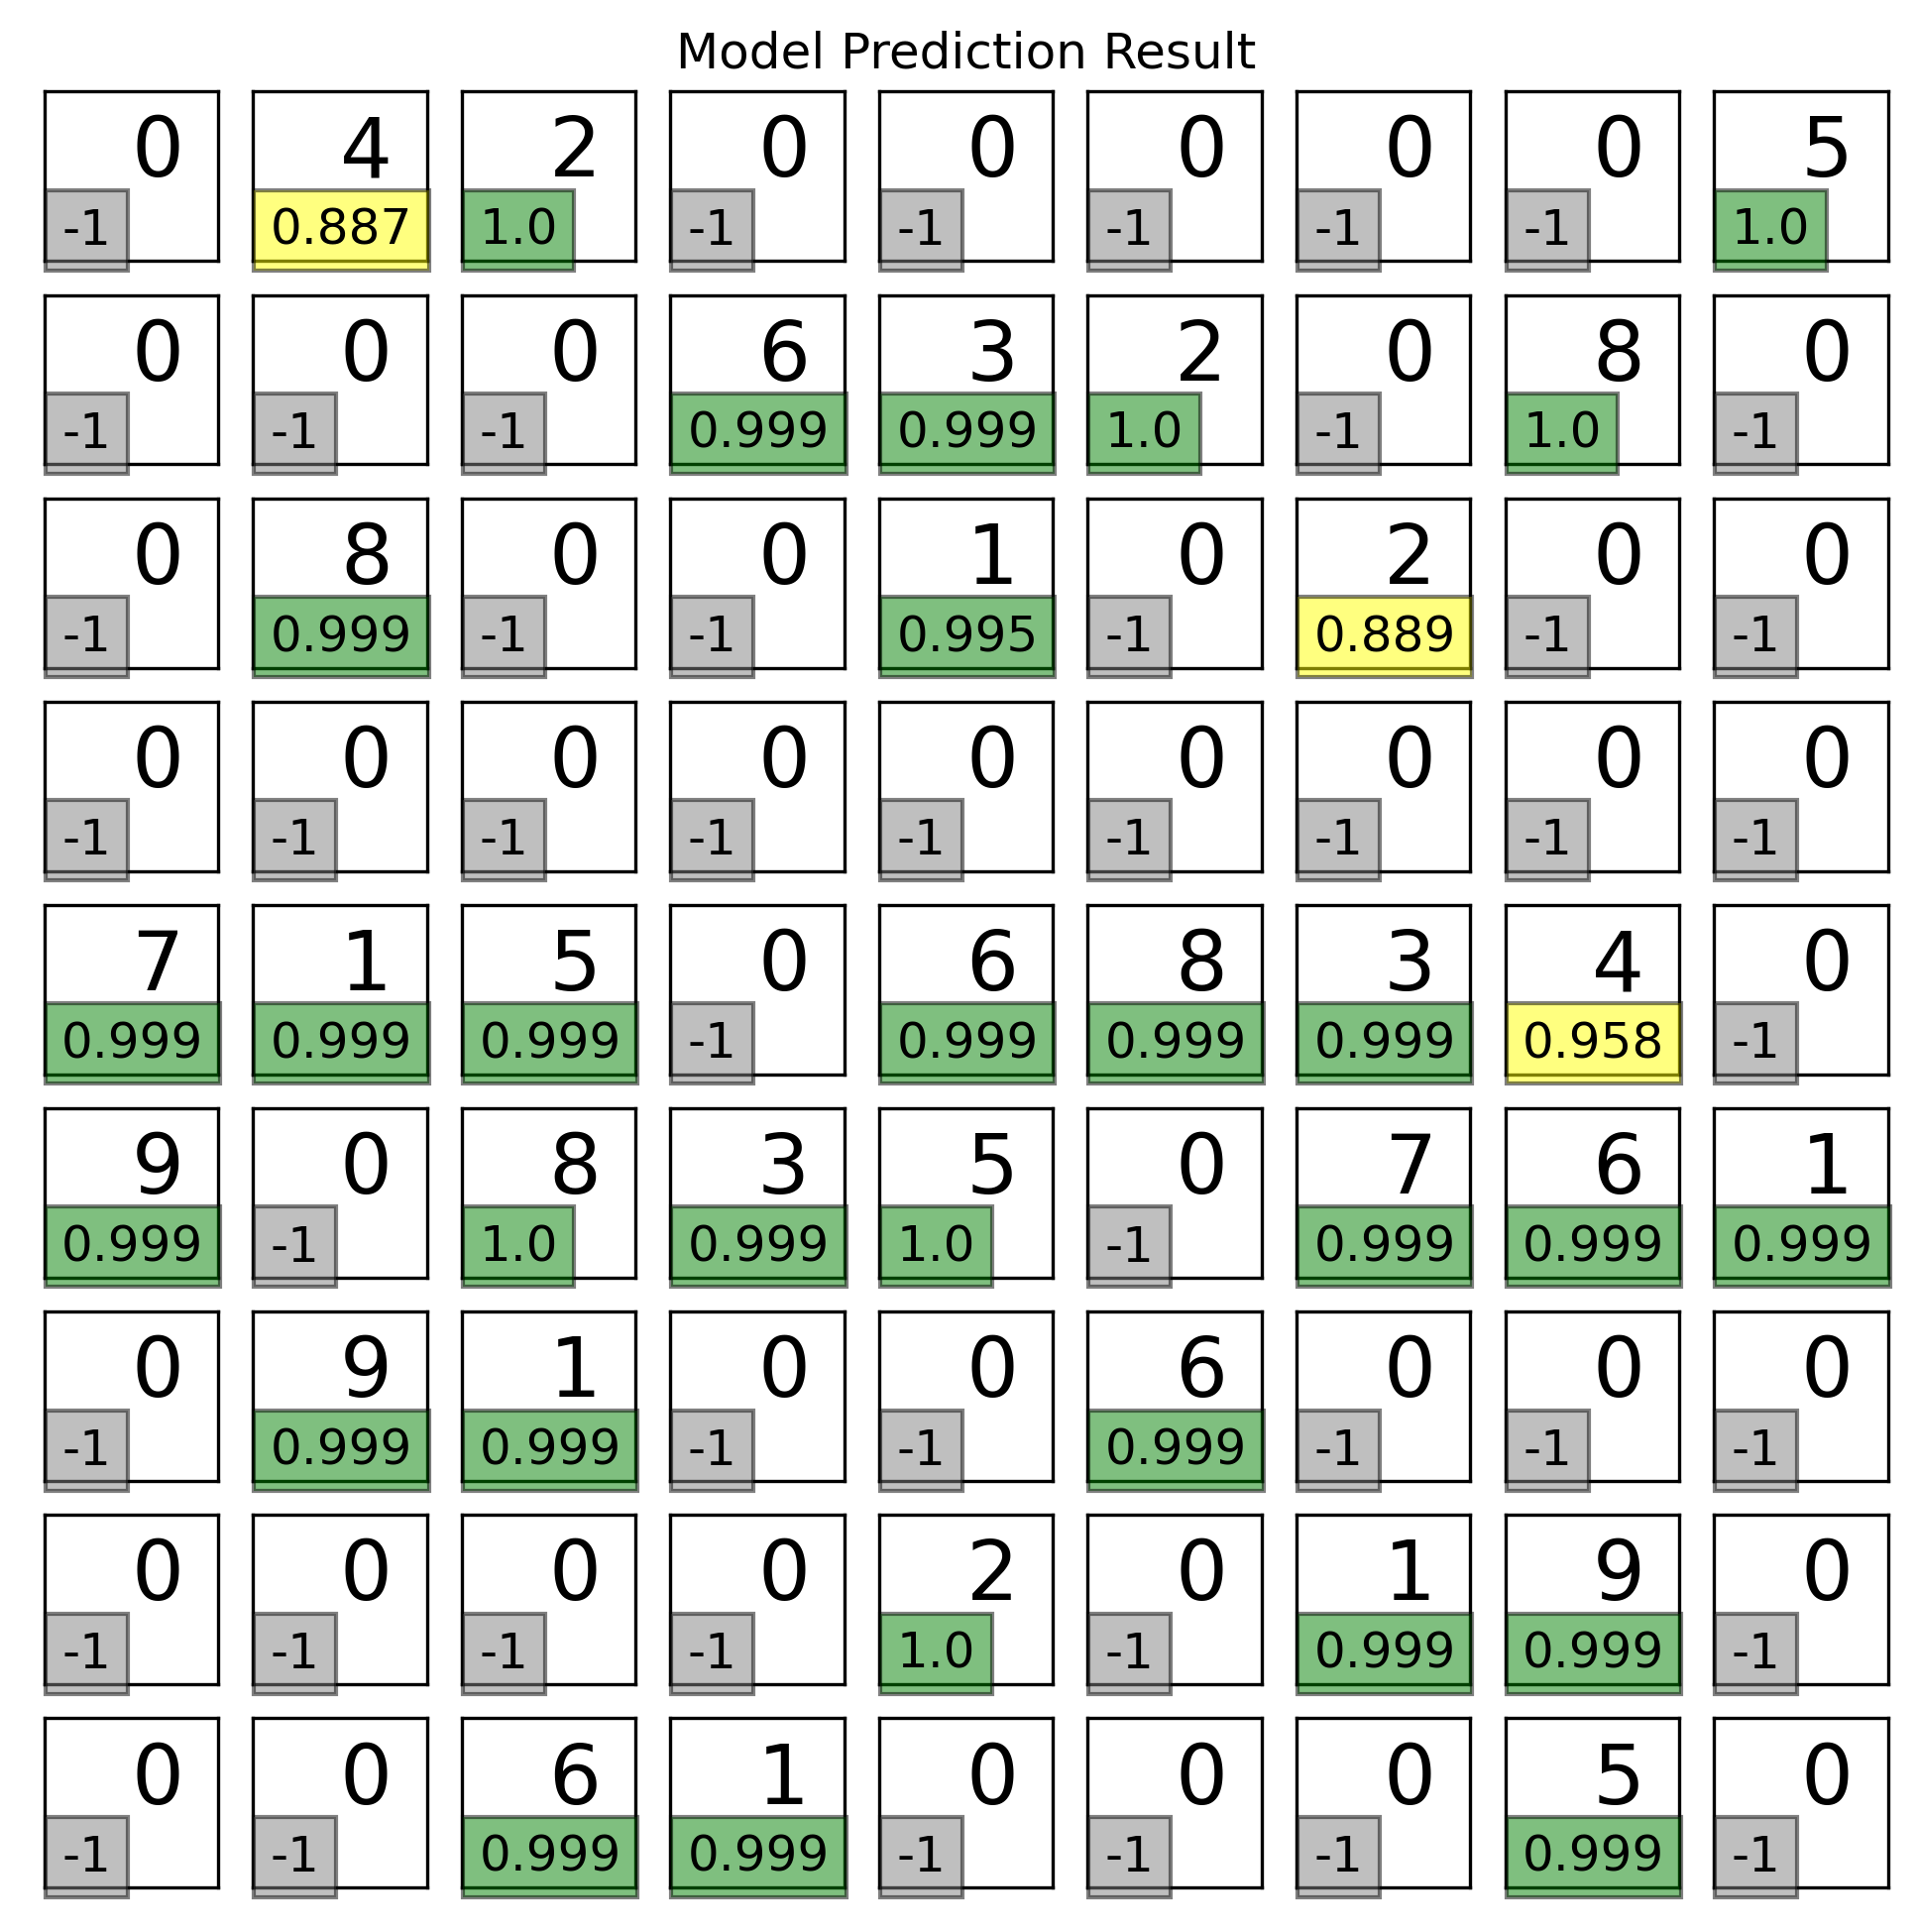 Model Prediction Result
0 4 2 0 0 0 0 0 5
-1 0.887 1.0 -1 -1 -1 -1 -1 1.0
0 0 0 6 3 2 0 8 0
-1 -1 -1 0.999 0.999 1.0 -1 1.0 -1
0 8 0 0 1 0 2 0 0
-1 0.999 -1 -1 0.995 -1 0.889 -1 -1
0 0 0 0 0 0 0 0 0
-1 -1 -1 -1 -1 -1 -1 -1 -1
7 1 5 0 6 8 3 4 0
0.999 0.999 0.999 -1 0.999 0.999 0.999 0.958 -1
9 0 8 3 5 0 7 6 1
0.999 -1 1.0 0.999 1.0 -1 0.999 0.999 0.999
0 9 1 0 0 6 0 0 0
-1 0.999 0.999 -1 -1 0.999 -1 -1 -1
0 0 0 0 2 0 1 9 0
-1 -1 -1 -1 1.0 -1 0.999 0.999 -1
0 0 6 1 0 0 0 5 0
-1 -1 0.999 0.999 -1 -1 -1 0.999 -1